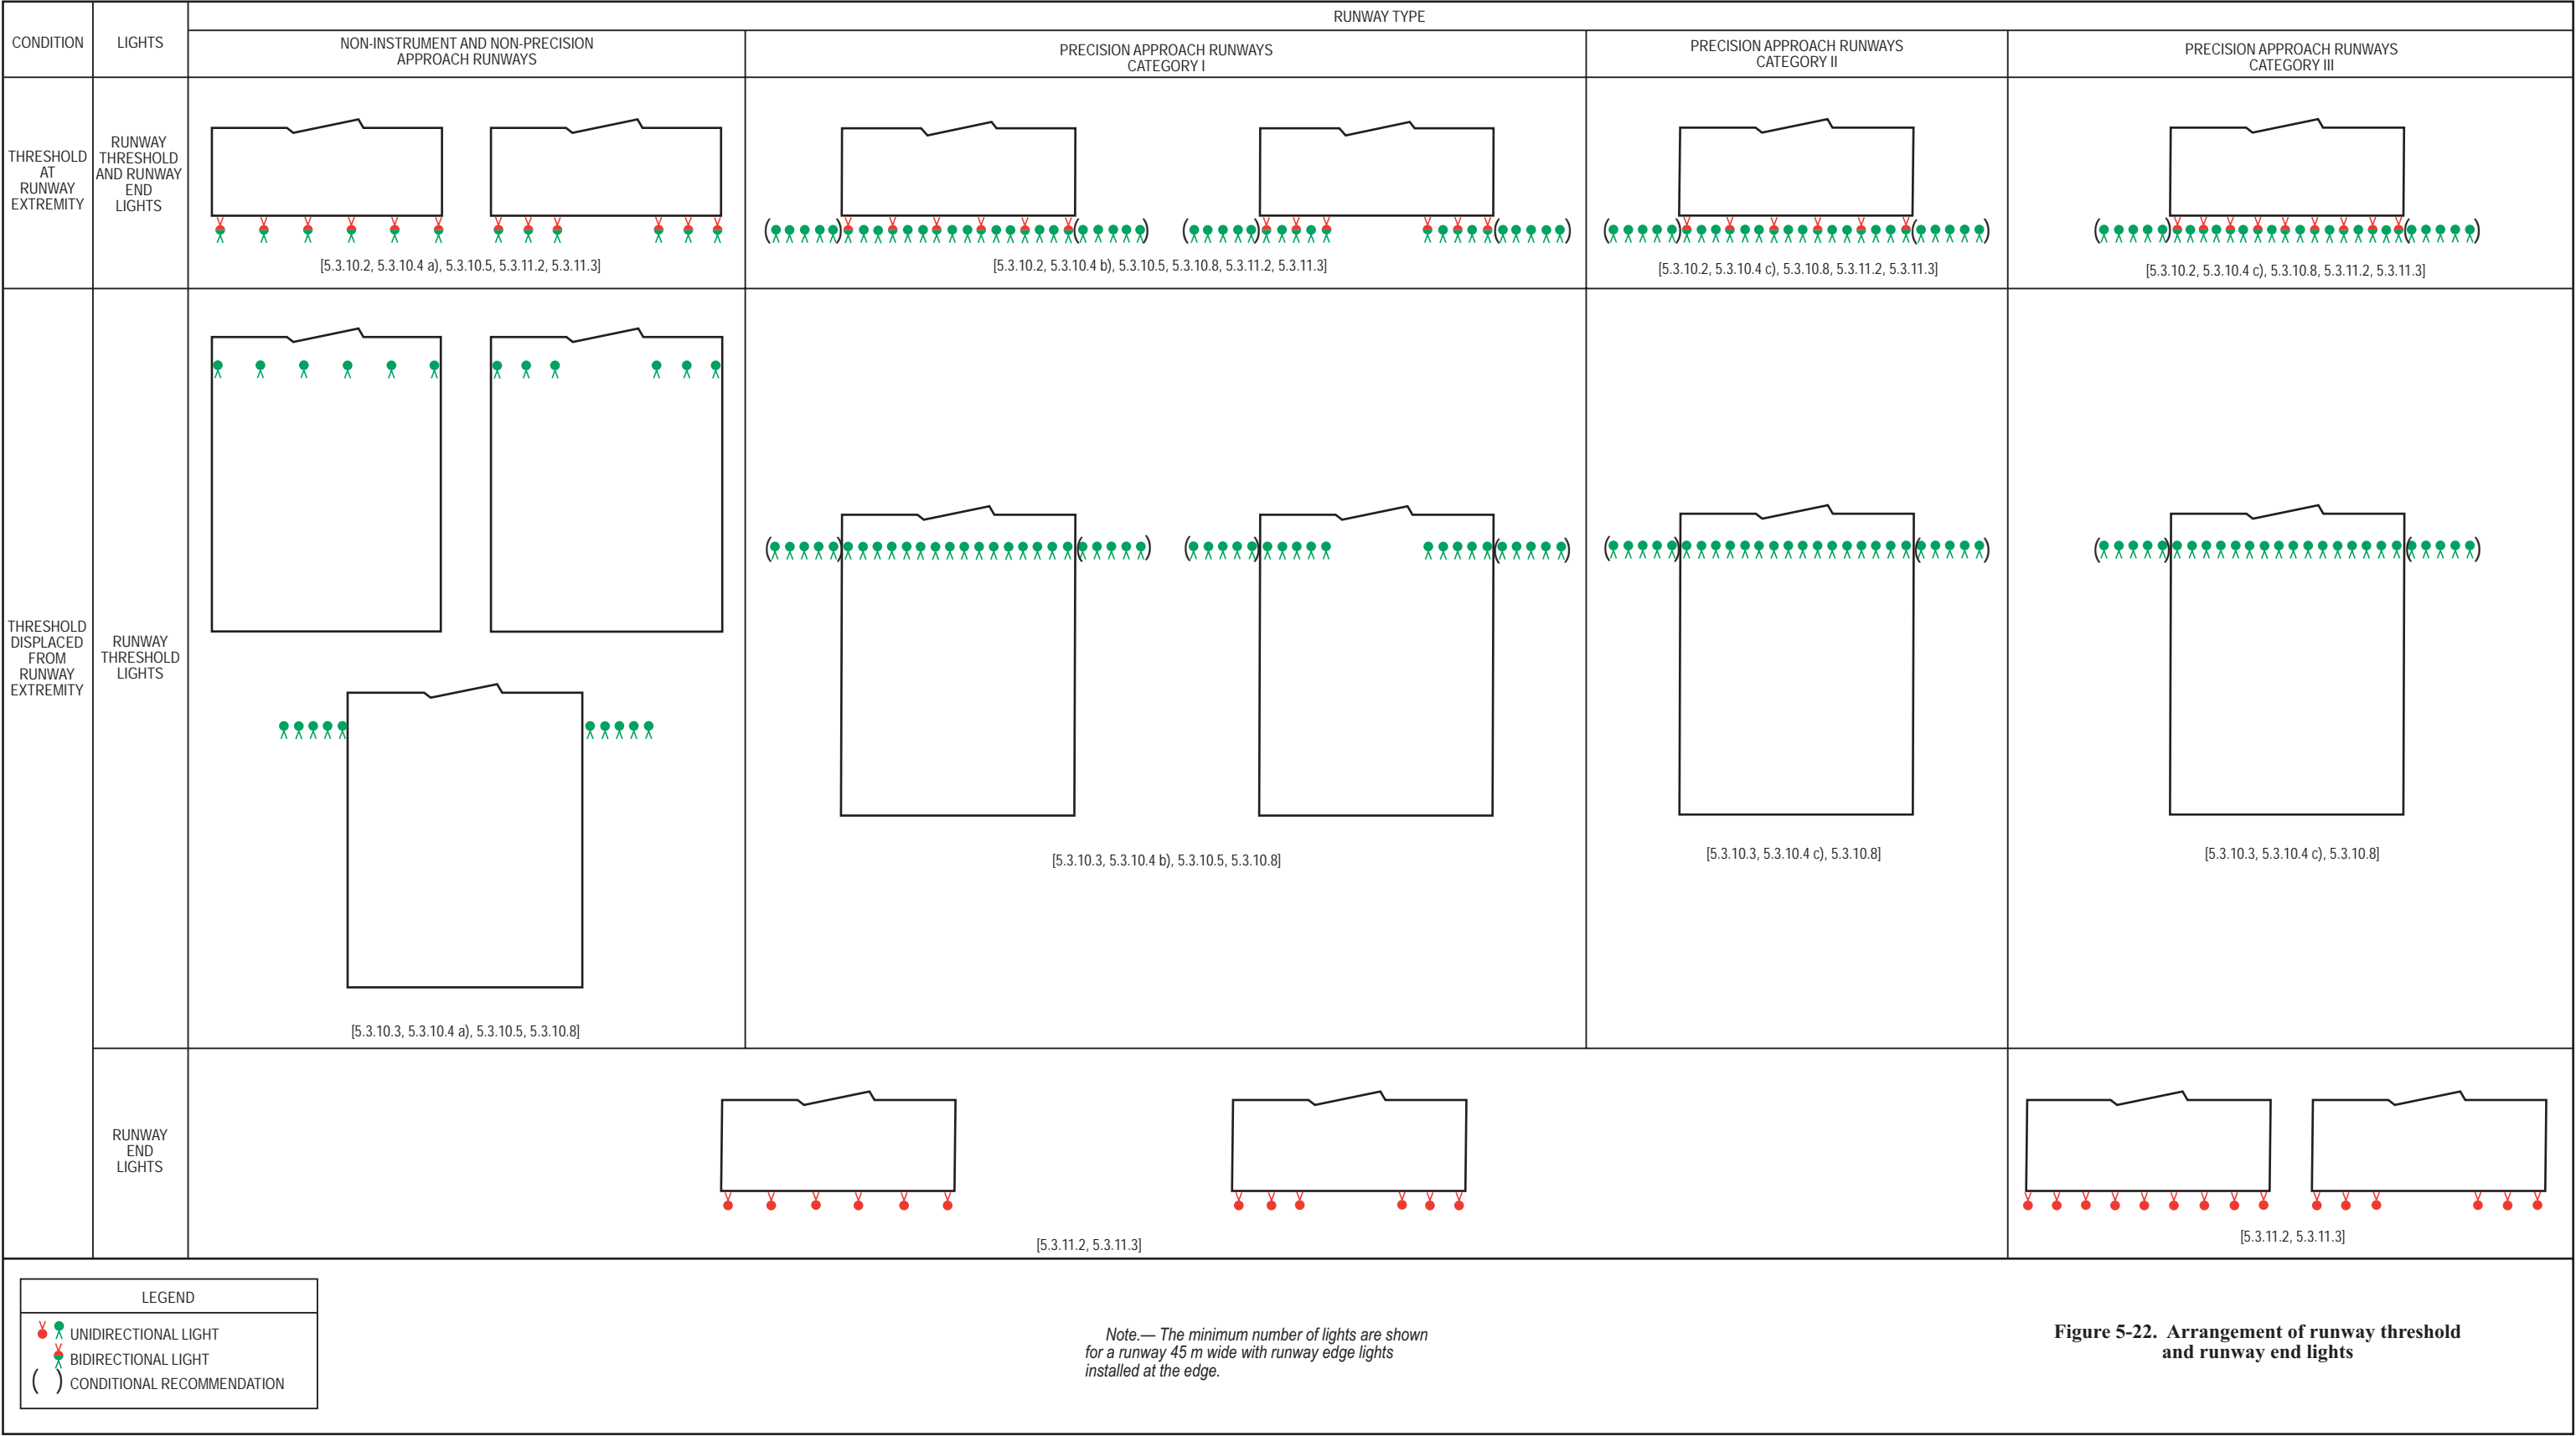 RUNWAY TYPE
CONDITION
LIGHTS
NON-INSTRUMENT AND NON-PRECISION
APPROACH RUNWAYS
PRECISION APPROACH RUNWAYS
CATEGORY I
PRECISION APPROACH RUNWAYS
CATEGORY II
PRECISION APPROACH RUNWAYS
CATEGORY III
THRESHOLD
AT
RUNWAY
EXTREMITY
RUNWAY
THRESHOLD
AND RUNWAY
END
LIGHTS
[5.3.10.2, 5.3.10.4 a), 5.3.10.5, 5.3.11.2, 5.3.11.3]
[5.3.10.2, 5.3.10.4 b), 5.3.10.5, 5.3.10.8, 5.3.11.2, 5.3.11.3]
[5.3.10.2, 5.3.10.4 c), 5.3.10.8, 5.3.11.2, 5.3.11.3]
[5.3.10.2, 5.3.10.4 c), 5.3.10.8, 5.3.11.2, 5.3.11.3]
THRESHOLD
DISPLACED
FROM
RUNWAY
EXTREMITY
RUNWAY
THRESHOLD
LIGHTS
[5.3.10.3, 5.3.10.4 a), 5.3.10.5, 5.3.10.8]
[5.3.10.3, 5.3.10.4 b), 5.3.10.5, 5.3.10.8]
[5.3.10.3, 5.3.10.4 c), 5.3.10.8]
[5.3.10.3, 5.3.10.4 c), 5.3.10.8]
RUNWAY
END
LIGHTS
[5.3.11.2, 5.3.11.3]
[5.3.11.2, 5.3.11.3]
LEGEND
UNIDIRECTIONAL LIGHT
BIDIRECTIONAL LIGHT
( ) CONDITIONAL RECOMMENDATION
Note.— The minimum number of lights are shown
for a runway 45 m wide with runway edge lights
installed at the edge.
Figure 5-22. Arrangement of runway threshold
and runway end lights